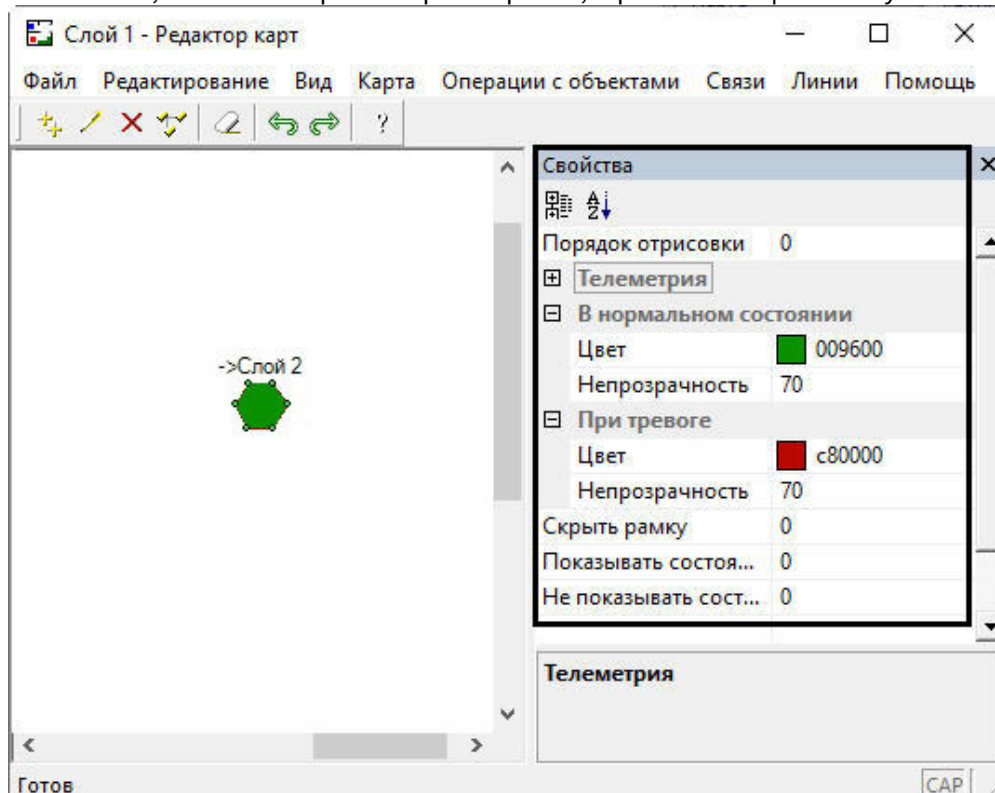 Слой 1 - Редактор карт
Файл Редактирование Вид Карта Операции с объектами Связи Линии Помощь
?
Свойства
Порядок отрисовки 0
Телеметрия
В нормальном состоянии
Цвет 009600
Непрозрачность 70
При тревоге
Цвет c80000
Непрозрачность 70
Скрыть рамку 0
Показывать состоя... 0
Не показывать сост... 0
->Слой 2
Телеметрия
Готов
CAP